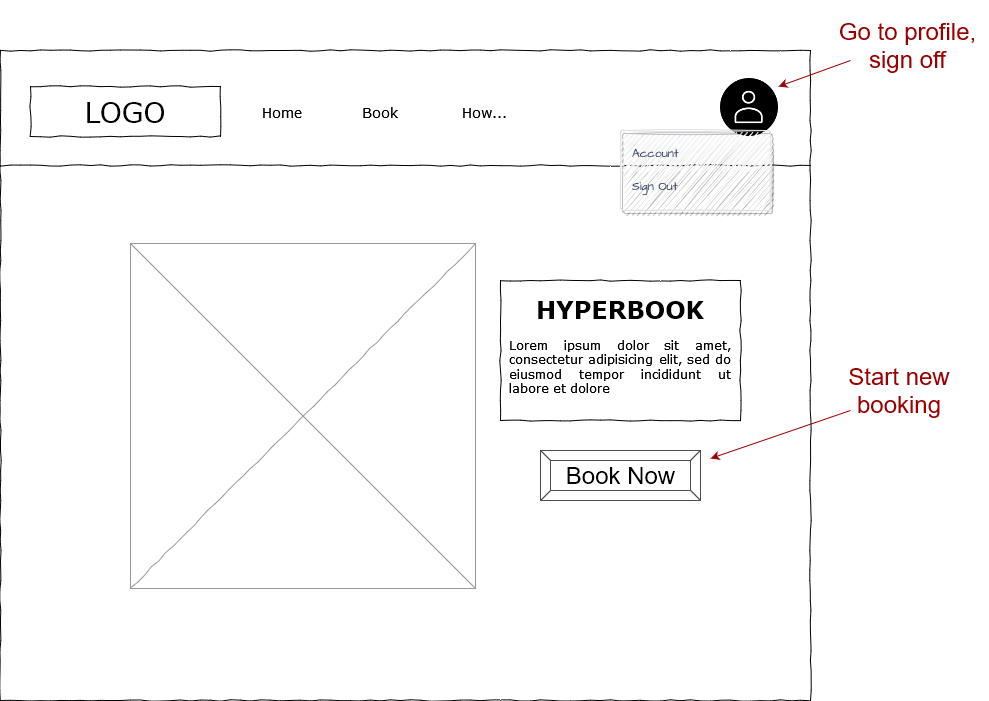 Go to profile,
sign off
LOGO
Home
Book
How...
Account
Sign Out
HYPERBOOK
Lorem ipsum dolor sit amet,
consectetur adipisicing elit, sed do
eiusmod tempor incididunt ut
labore et dolore
Start new
booking
Book Now